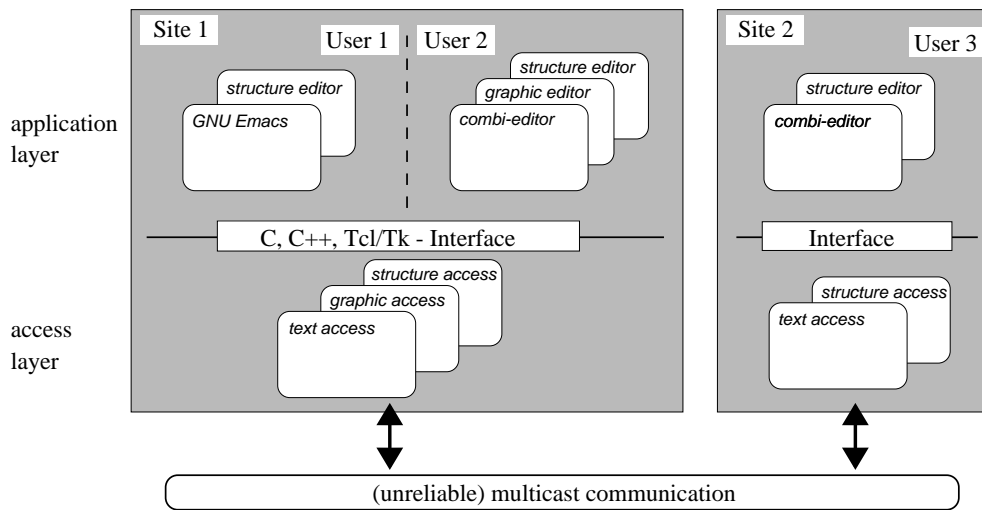 Site 1
User 1
User 2
Site 2
User 3
application
layer
structure editor
GNU Emacs
structure editor
graphic editor
combi-editor
structure editor
combi-editor
C, C++, Tcl/Tk - Interface
Interface
access
layer
structure access
graphic access
text access
structure access
text access
(unreliable) multicast communication